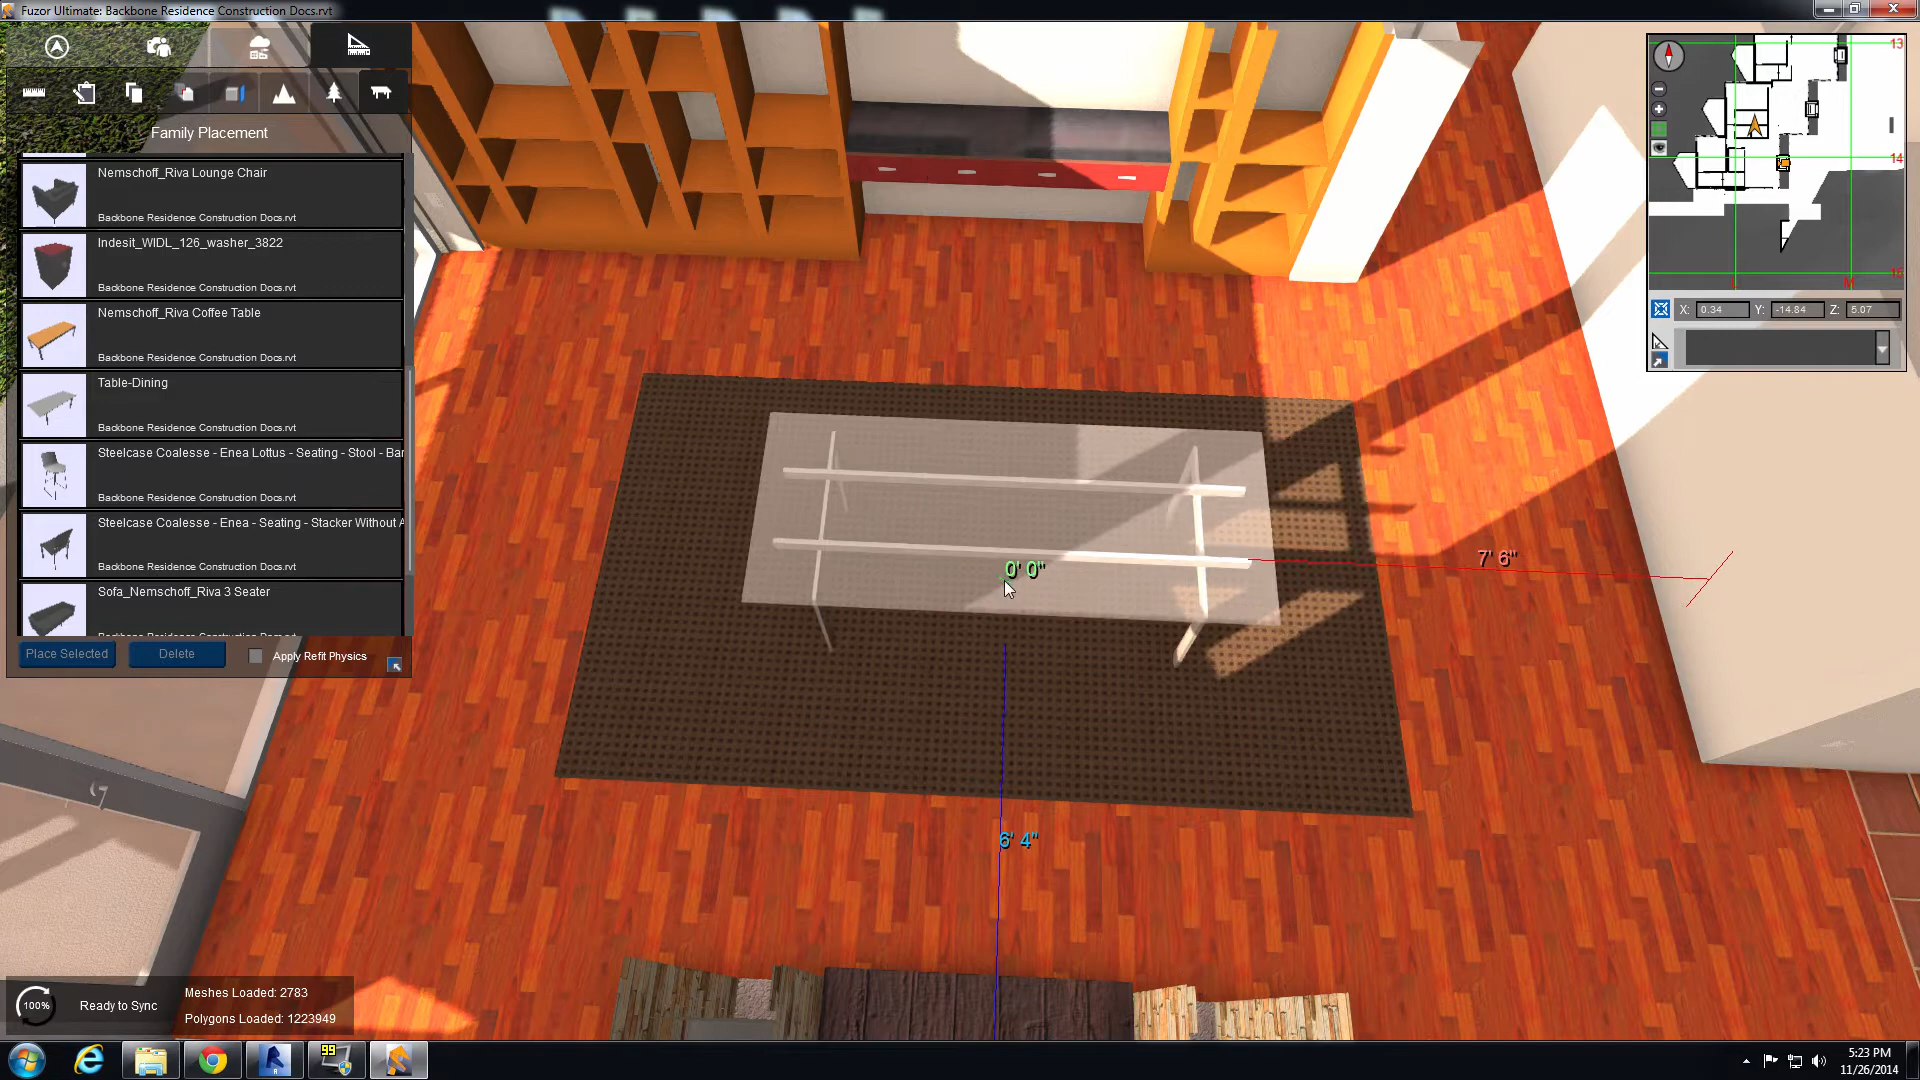 Fuzor Ultimate: Backbone Residence Construction Docs.rvt
Family Placement
Nemschoff_Riva Lounge Chair
Backbone Residence Construction Docs.rvt
Indesit_WIDL_126_washer_3822
Backbone Residence Construction Docs.rvt
Nemschoff_Riva Coffee Table
Backbone Residence Construction Docs.rvt
Table-Dining
Backbone Residence Construction Docs.rvt
Steelcase Coalesse - Enea Lottus - Seating - Stool - Bar
Backbone Residence Construction Docs.rvt
Steelcase Coalesse - Enea - Seating - Stacker Without A
Backbone Residence Construction Docs.rvt
Sofa_Nemschoff_Riva 3 Seater
Place Selected
Delete
Apply Refit Physics
0' 0"
7' 6"
6' 4"
13
14
M
X: 0.34 Y: -14.84 Z: 5.07
100%
Ready to Sync
Meshes Loaded: 2783
Polygons Loaded: 1223949
99
5:23 PM
11/26/2014